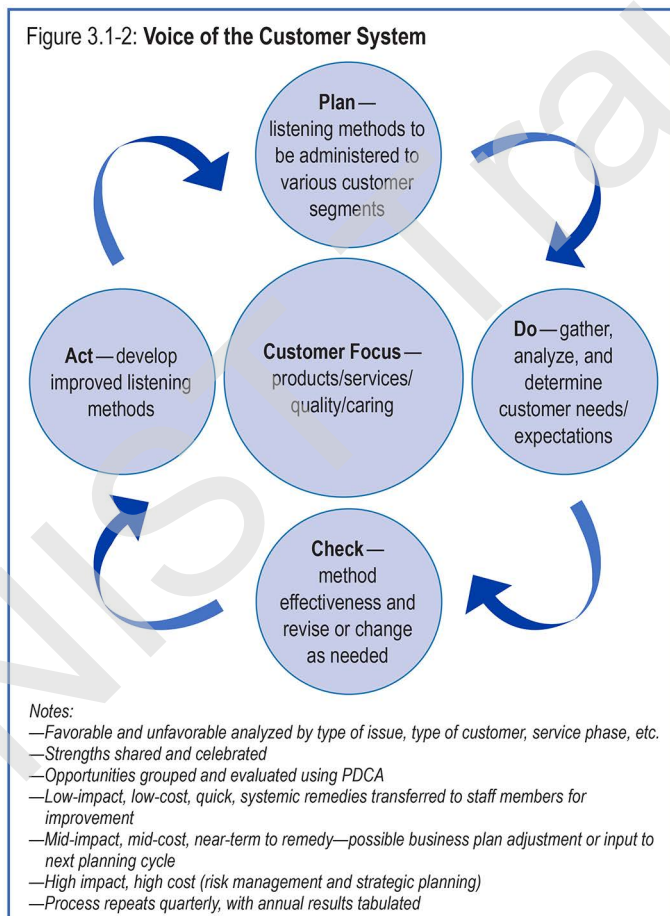 Figure 3.1-2: Voice of the Customer System
Plan —
listening methods to
be administered to
various customer
segments
Do — gather,
analyze, and
determine
customer needs/
expectations
Customer Focus —
products/services/
quality/caring
Act — develop
improved listening
methods
Check —
method
effectiveness and
revise or change
as needed
Notes:
—Favorable and unfavorable analyzed by type of issue, type of customer, service phase, etc.
—Strengths shared and celebrated
—Opportunities grouped and evaluated using PDCA
—Low-impact, low-cost, quick, systemic remedies transferred to staff members for
improvement
—Mid-impact, mid-cost, near-term to remedy—possible business plan adjustment or input to
next planning cycle
—High impact, high cost (risk management and strategic planning)
—Process repeats quarterly, with annual results tabulated
NIST Tra